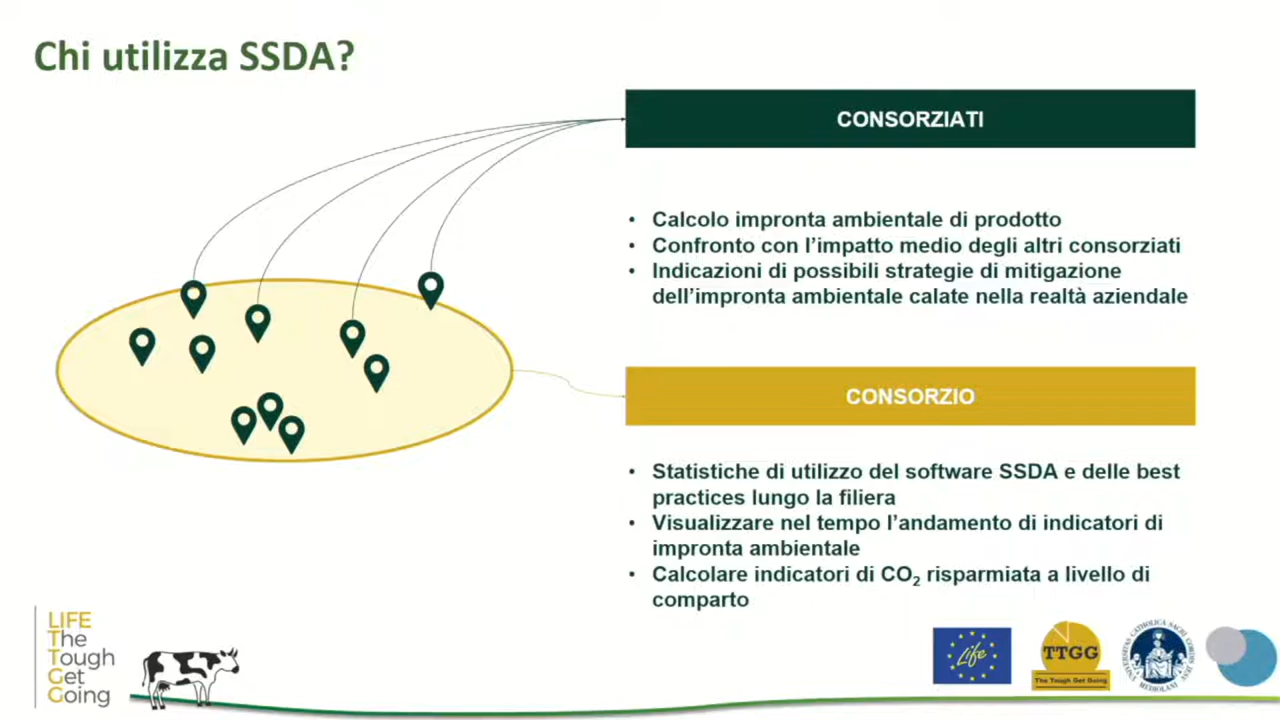 Chi utilizza SSDA?
CONSORZIATI
• Calcolo impronta ambientale di prodotto
• Confronto con l'impatto medio degli altri consorziati
• Indicazioni di possibili strategie di mitigazione
dell'impronta ambientale calate nella realtà aziendale
CONSORZIO
• Statistiche di utilizzo del software SSDA e delle best
practices lungo la filiera
• Visualizzare nel tempo l'andamento di indicatori di
impronta ambientale
• Calcolare indicatori di CO₂ risparmiata a livello di
comparto
LIFE
The
Tough
Get
Going
Life
TTGG
The Tough Get Going